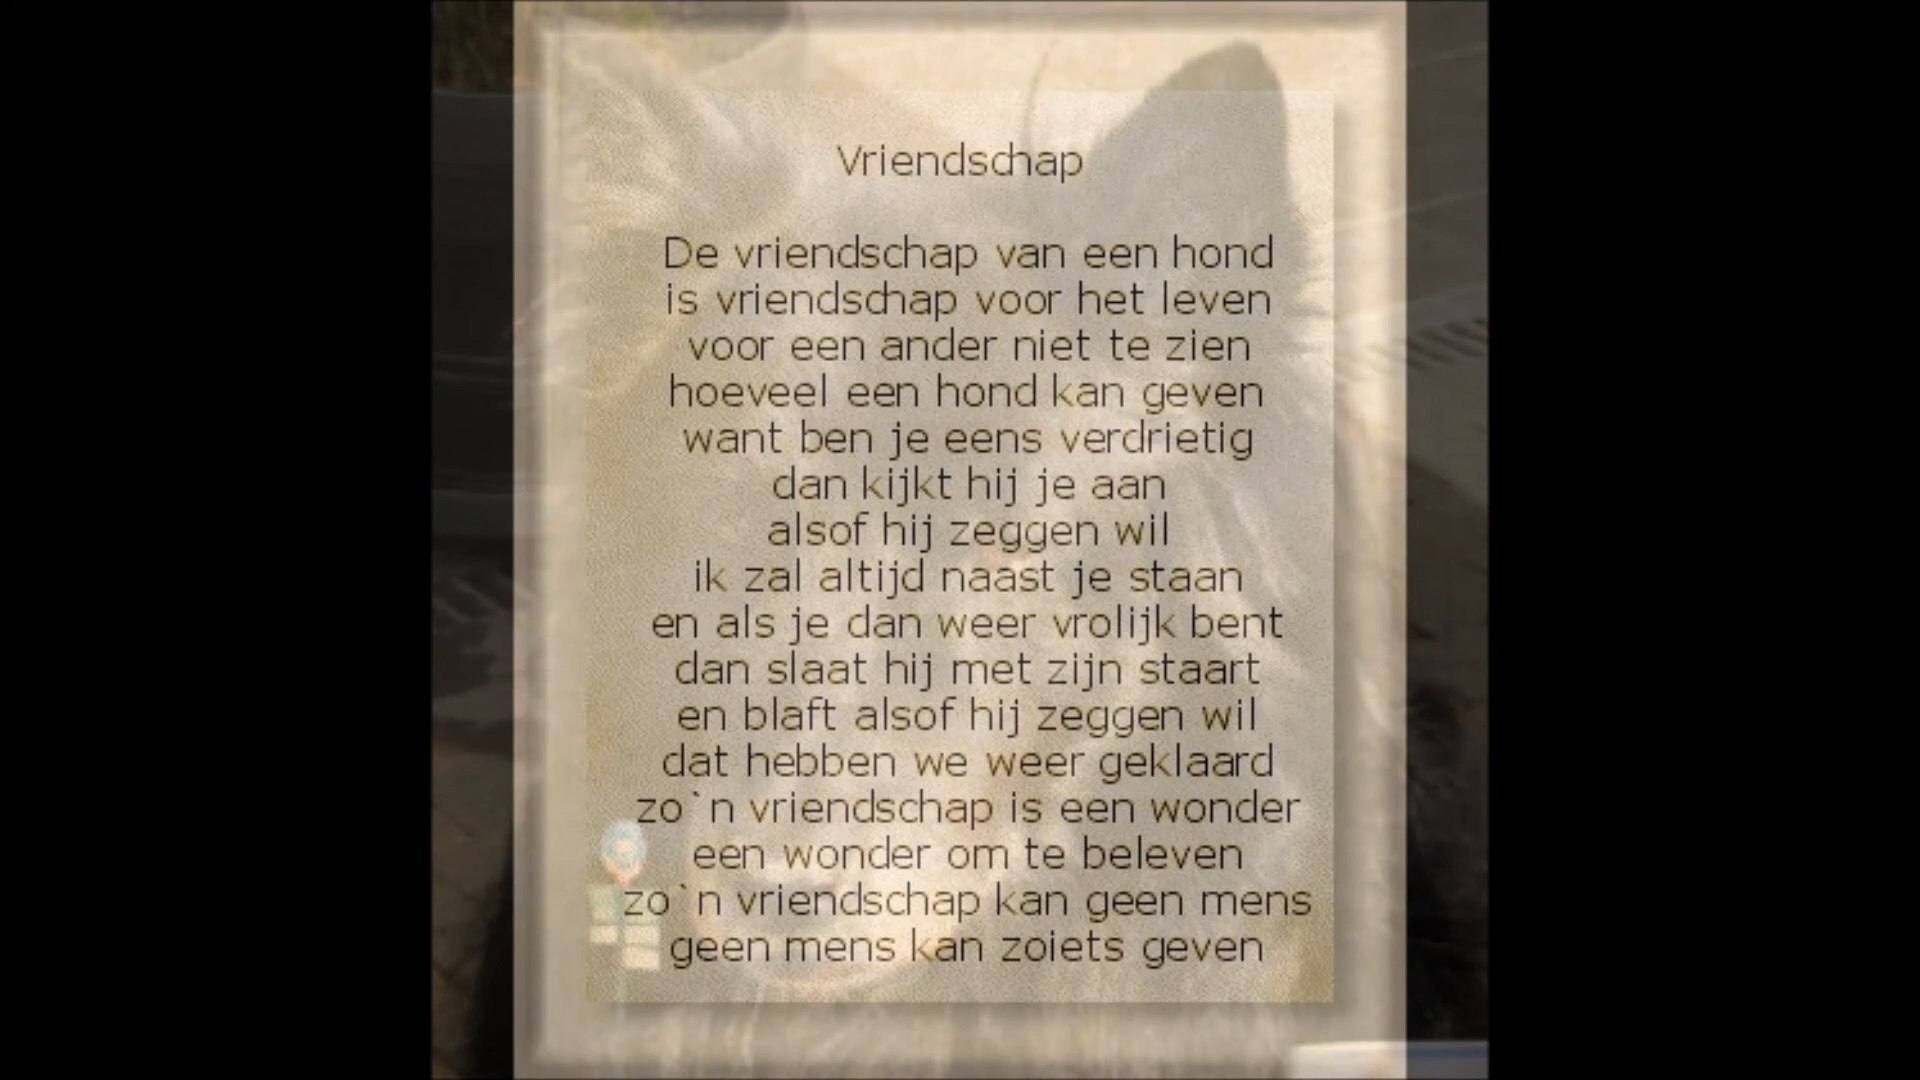 Vriendschap
De vriendschap van een hond
is vriendschap voor het leven
voor een ander niet te zien
hoeveel een hond kan geven
want ben je eens verdrietig
dan kijkt hij je aan
alsof hij zeggen wil
ik zal altijd naast je staan
en als je dan weer vrolijk bent
dan slaat hij met zijn staart
en blaft alsof hij zeggen wil
dat hebben we weer geklaard
zo`n vriendschap is een wonder
een wonder om te beleven
zo`n vriendschap kan geen mens
geen mens kan zoiets geven